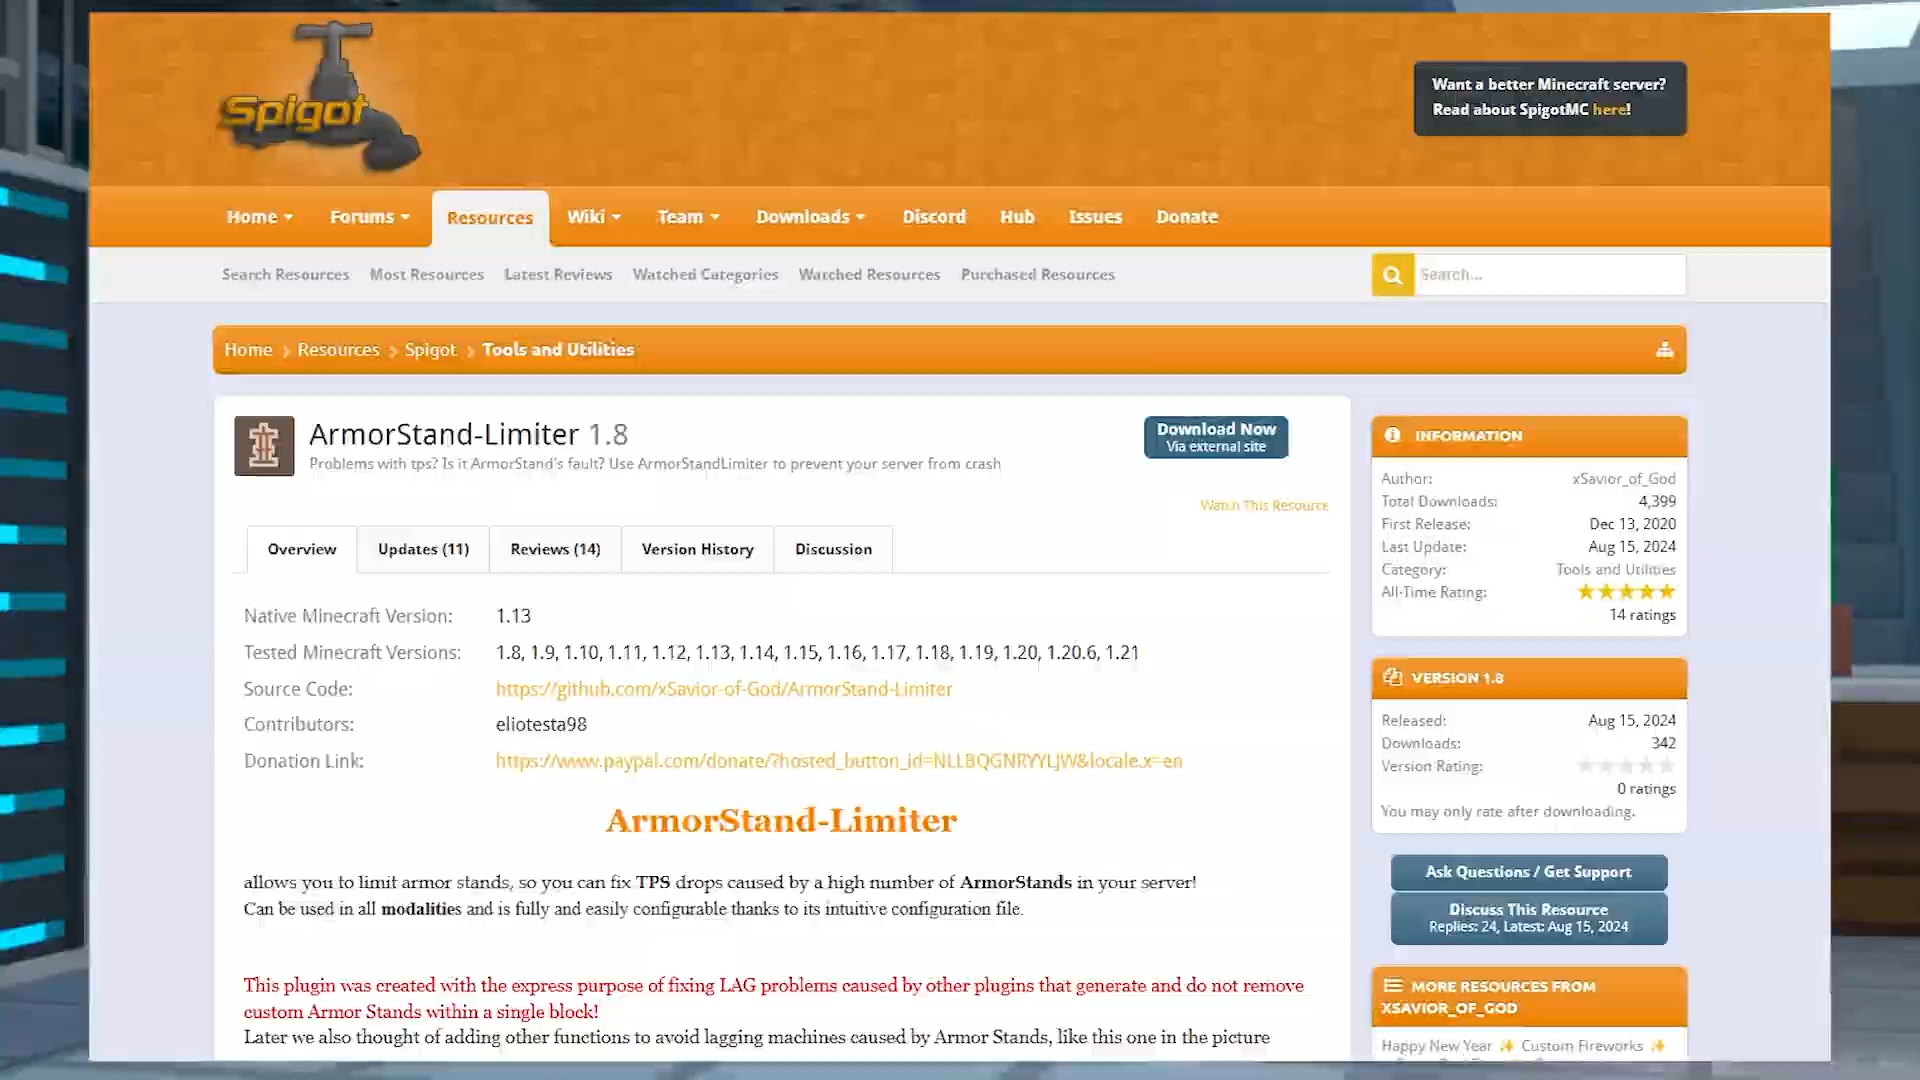 Spigot
Want a better Minecraft server?
Read about SpigotMC here!
Home
Forums
Resources
Wiki
Team
Downloads
Discord
Hub
Issues
Donate
Search Resources
Most Resources
Latest Reviews
Watched Categories
Watched Resources
Purchased Resources
Search...
Home
Resources
Spigot
Tools and Utilities
ArmorStand-Limiter 1.8
Problems with tps? Is it ArmorStand's fault? Use ArmorStandLimiter to prevent your server from crash
Download Now
Via external site
Watch This Resource
Overview
Updates (11)
Reviews (14)
Version History
Discussion
Native Minecraft Version: 1.13
Tested Minecraft Versions: 1.8, 1.9, 1.10, 1.11, 1.12, 1.13, 1.14, 1.15, 1.16, 1.17, 1.18, 1.19, 1.20, 1.20.6, 1.21
Source Code: https://github.com/xSavior-of-God/ArmorStand-Limiter
Contributors: eliotesta98
Donation Link: https://www.paypal.com/donate/?hosted_button_id=NLLBQGNRYYLJW&locale.x=en
ArmorStand-Limiter
allows you to limit armor stands, so you can fix TPS drops caused by a high number of ArmorStands in your server!
Can be used in all modalities and is fully and easily configurable thanks to its intuitive configuration file.
This plugin was created with the express purpose of fixing LAG problems caused by other plugins that generate and do not remove
custom Armor Stands within a single block!
Later we also thought of adding other functions to avoid lagging machines caused by Armor Stands, like this one in the picture
INFORMATION
Author: xSavior_of_God
Total Downloads: 4,399
First Release: Dec 13, 2020
Last Update: Aug 15, 2024
Category: Tools and Utilities
All-Time Rating:
14 ratings
VERSION 1.8
Released: Aug 15, 2024
Downloads: 342
Version Rating:
0 ratings
You may only rate after downloading.
Ask Questions / Get Support
Discuss This Resource
Replies: 24, Latest: Aug 15, 2024
MORE RESOURCES FROM
XSAVIOR_OF_GOD
Happy New Year ✨ Custom Fireworks ✨